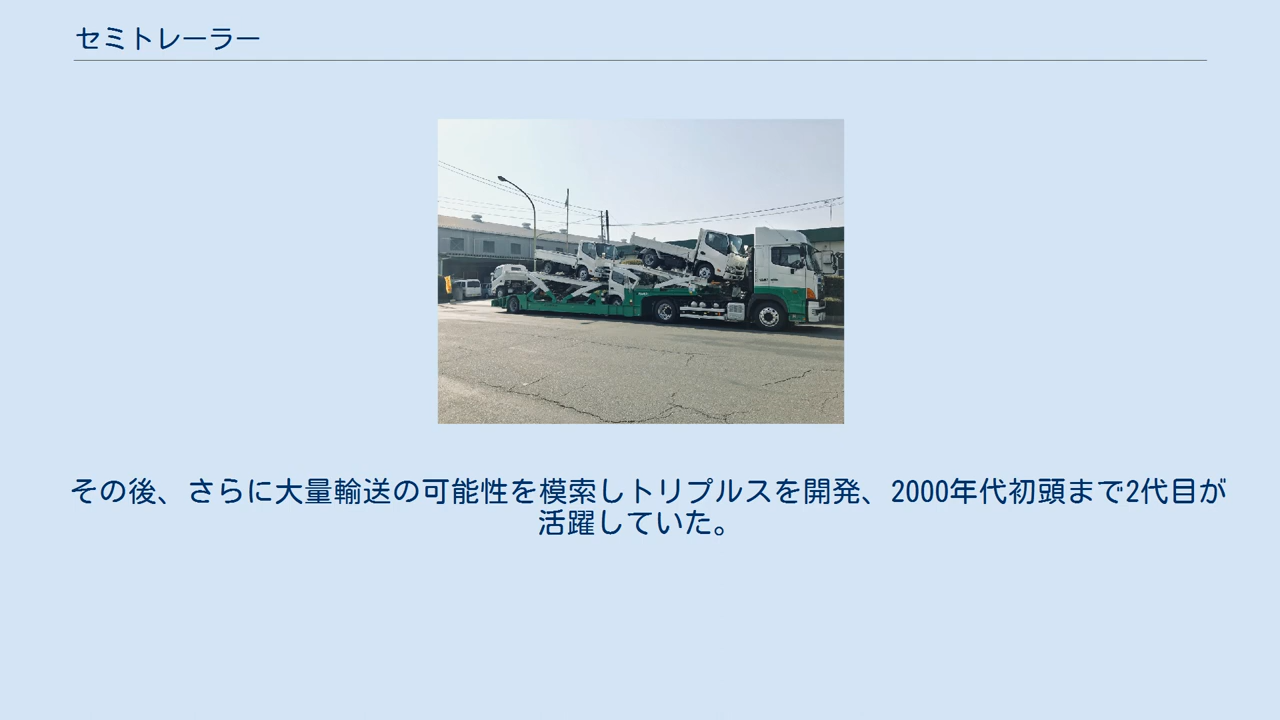 セミトレーラー
その後、さらに大量輸送の可能性を模索しトリプルスを開発、2000年代初頭まで2代目が
活躍していた。